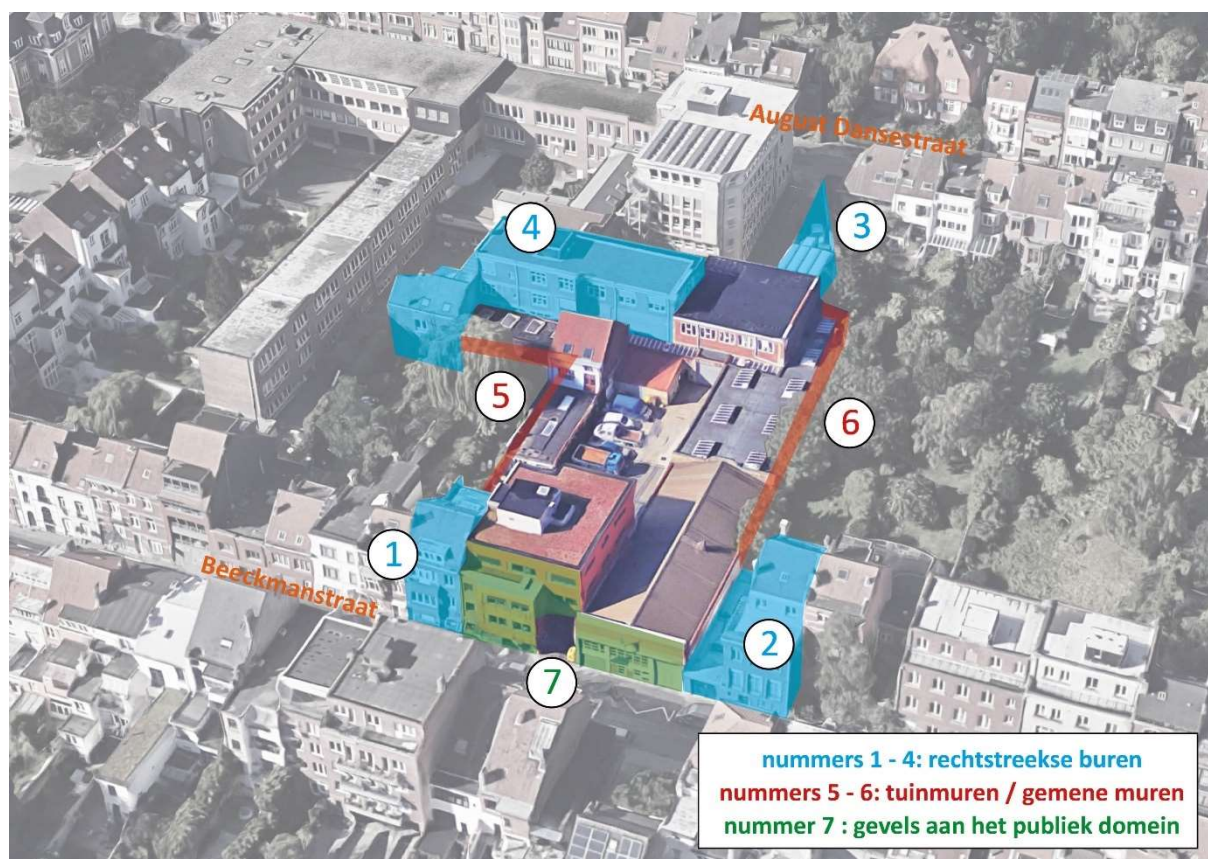 August Dansestraat
4
3
5
6
1
Beeckmanstraat
2
7
nummers 1 - 4: rechtstreekse buren
nummers 5 - 6: tuinmuren / gemene muren
nummer 7 : gevels aan het publiek domein